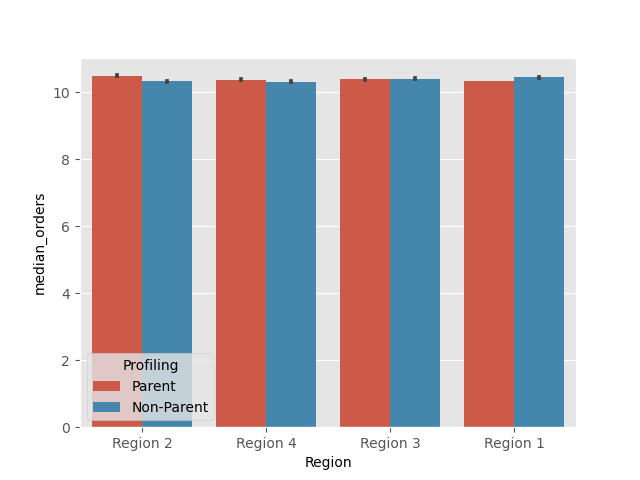 median_orders
10
8
6
4
2
0
Profiling
Parent
Non-Parent
Region 2
Region 4
Region 3
Region 1
Region